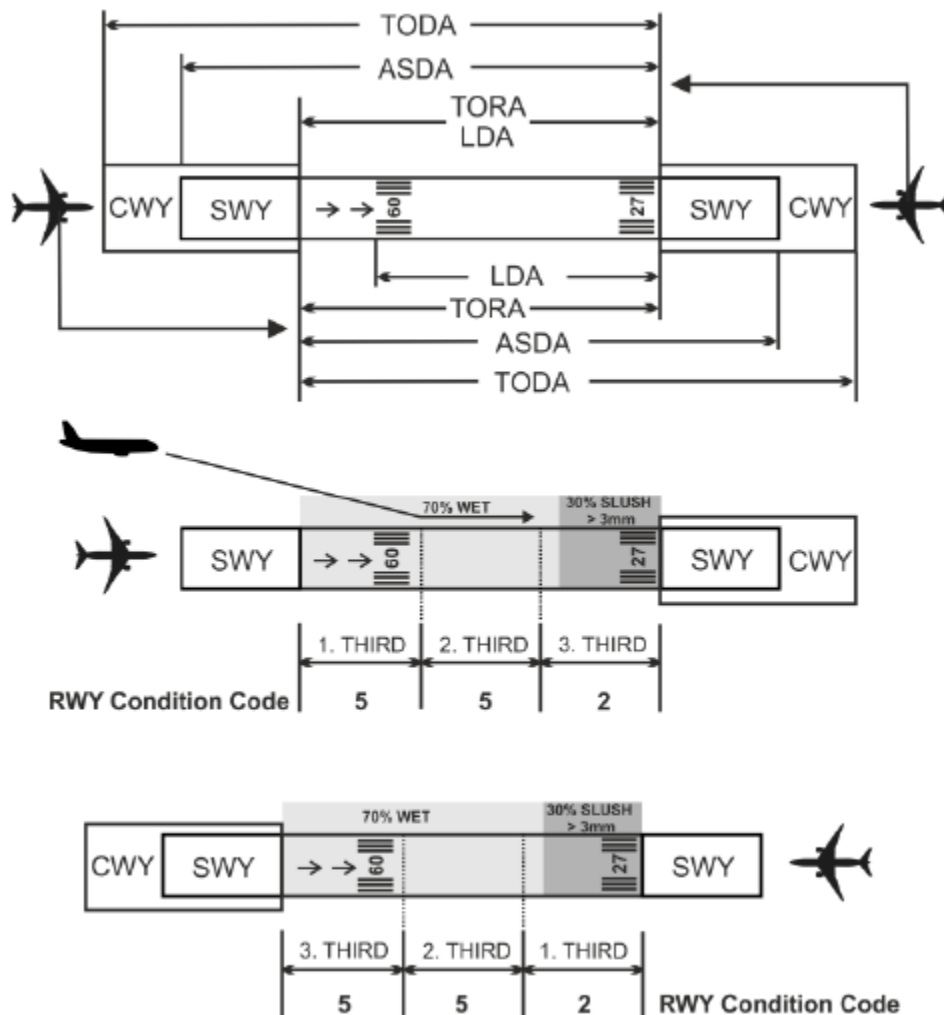 TODA
ASDA
TORA
LDA
CWY SWY 09 27 SWY CWY
LDA
TORA
ASDA
TODA
70% WET 30% SLUSH
> 3mm
SWY 09 27 SWY CWY
1. THIRD 2. THIRD 3. THIRD
RWY Condition Code 5 5 2
70% WET 30% SLUSH
> 3mm
CWY SWY 09 27 SWY
3. THIRD 2. THIRD 1. THIRD
5 5 2 RWY Condition Code